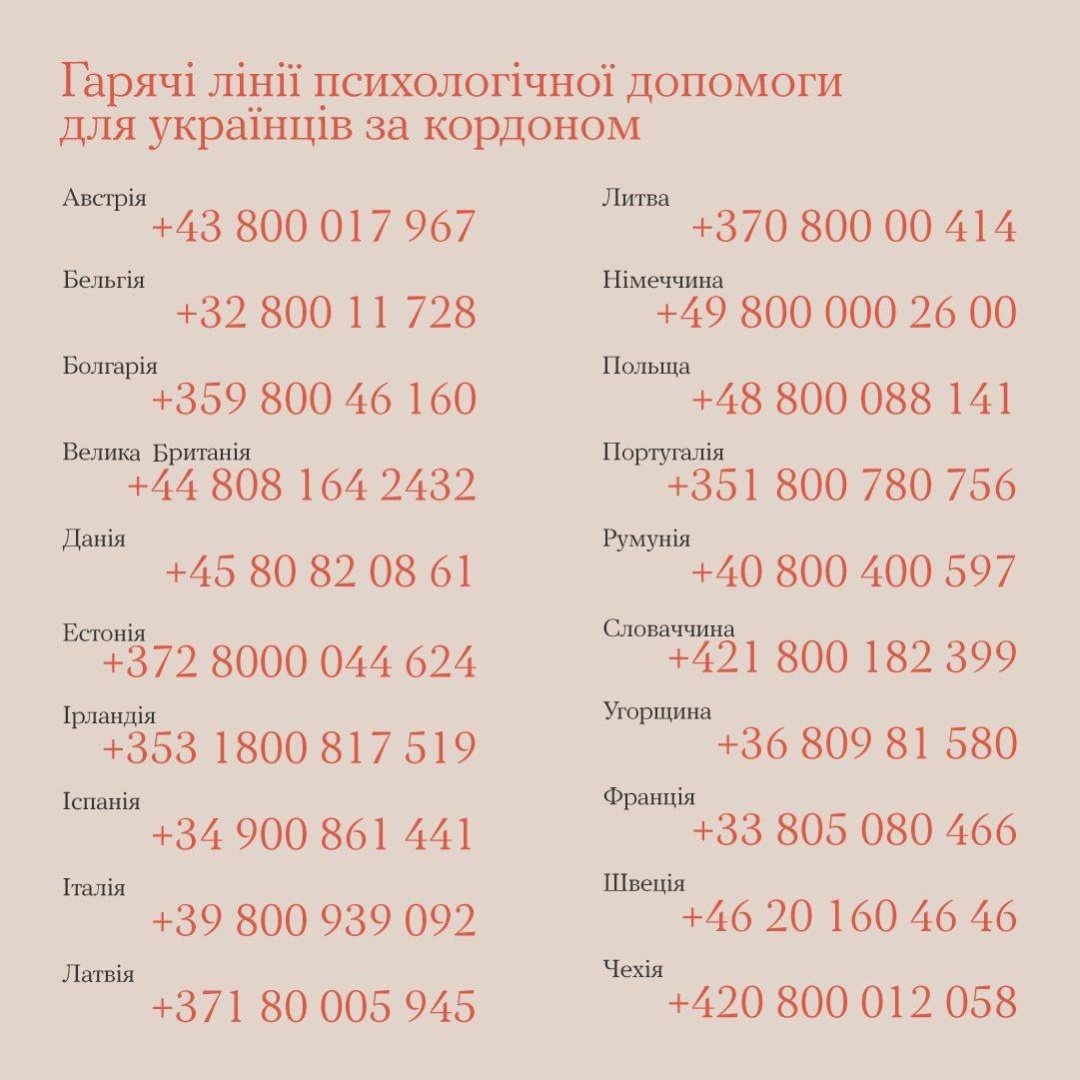 Гарячі лінії психологічної допомоги
для українців за кордоном
Австрія
+43 800 017 967
Бельгія
+32 800 11 728
Болгарія
+359 800 46 160
Велика Британія
+44 808 164 2432
Данія
+45 80 82 08 61
Естонія
+372 8000 044 624
Ірландія
+353 1800 817 519
Іспанія
+34 900 861 441
Італія
+39 800 939 092
Латвія
+371 80 005 945
Литва
+370 800 00 414
Німеччина
+49 800 000 26 00
Польща
+48 800 088 141
Португалія
+351 800 780 756
Румунія
+40 800 400 597
Словаччина
+421 800 182 399
Угорщина
+36 809 81 580
Франція
+33 805 080 466
Швеція
+46 20 160 46 46
Чехія
+420 800 012 058